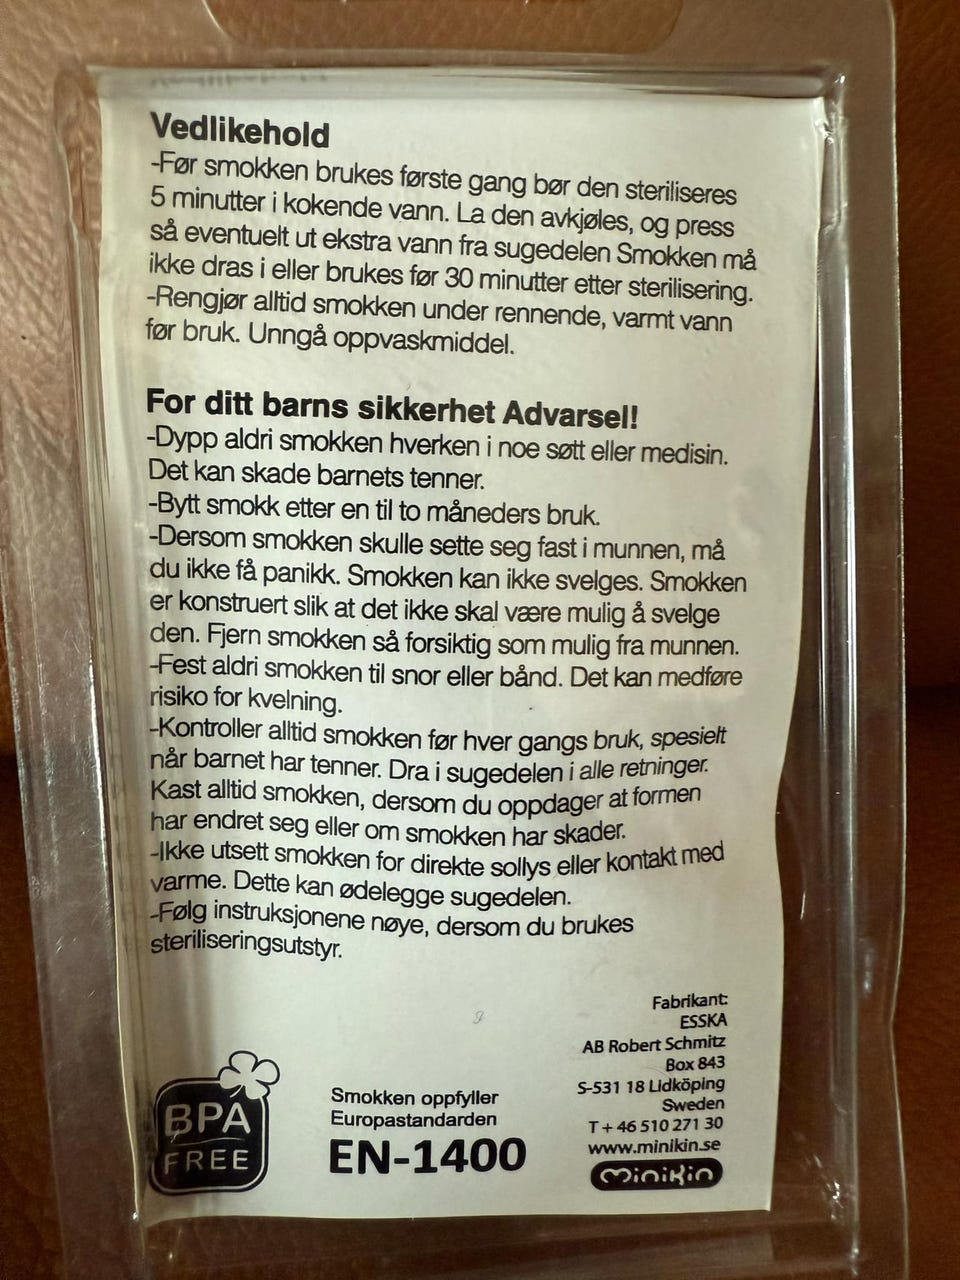 Vedlikehold
-Før smokken brukes første gang bør den steriliseres
5 minutter i kokende vann. La den avkjøles, og press
så eventuelt ut ekstra vann fra sugedelen Smokken må
ikke dras i eller brukes før 30 minutter etter sterilisering.
-Rengjør alltid smokken under rennende, varmt vann
før bruk. Unngå oppvaskmiddel.
For ditt barns sikkerhet Advarsel!
-Dypp aldri smokken hverken i noe søtt eller medisin.
Det kan skade barnets tenner.
-Bytt smokk etter en til to måneders bruk.
-Dersom smokken skulle sette seg fast i munnen, må
du ikke få panikk. Smokken kan ikke svelges. Smokken
er konstruert slik at det ikke skal være mulig å svelge
den. Fjern smokken så forsiktig som mulig fra munnen.
-Fest aldri smokken til snor eller bånd. Det kan medføre
risiko for kvelning.
-Kontroller alltid smokken før hver gangs bruk, spesielt
når barnet har tenner. Dra i sugedelen i alle retninger.
Kast alltid smokken, dersom du oppdager at formen
har endret seg eller om smokken har skader.
-Ikke utsett smokken for direkte sollys eller kontakt med
varme. Dette kan ødelegge sugedelen.
-Følg instruksjonene nøye, dersom du brukes
steriliseringsutstyr.
BPA
FREE
Smokken oppfyller
Europastandarden
EN-1400
Fabrikant:
ESSKA
AB Robert Schmitz
Box 843
S-531 18 Lidköping
Sweden
T + 46 510 271 30
www.minikin.se
minikin